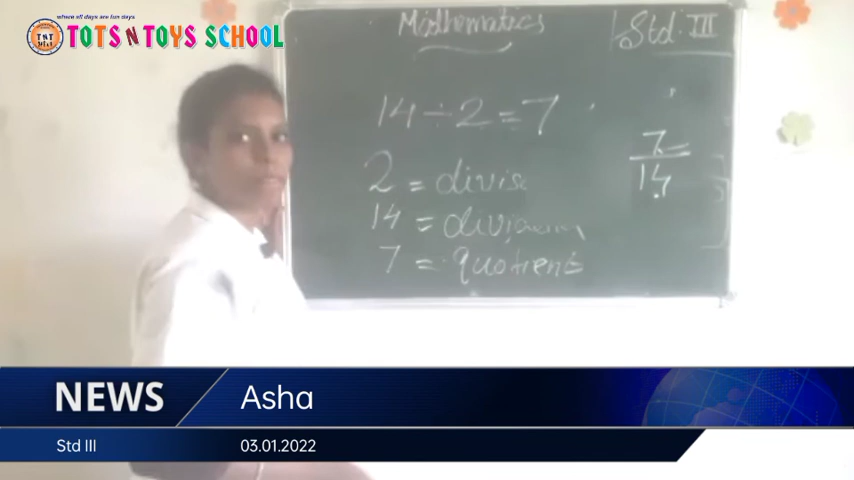 where all days are fun days
TOTS N TOYS SCHOOL
TNT
Mathematics
Std. III
14 ÷ 2 = 7
7
14
2 = divis
14 =
7 = quotient
NEWS
Asha
Std III
03.01.2022